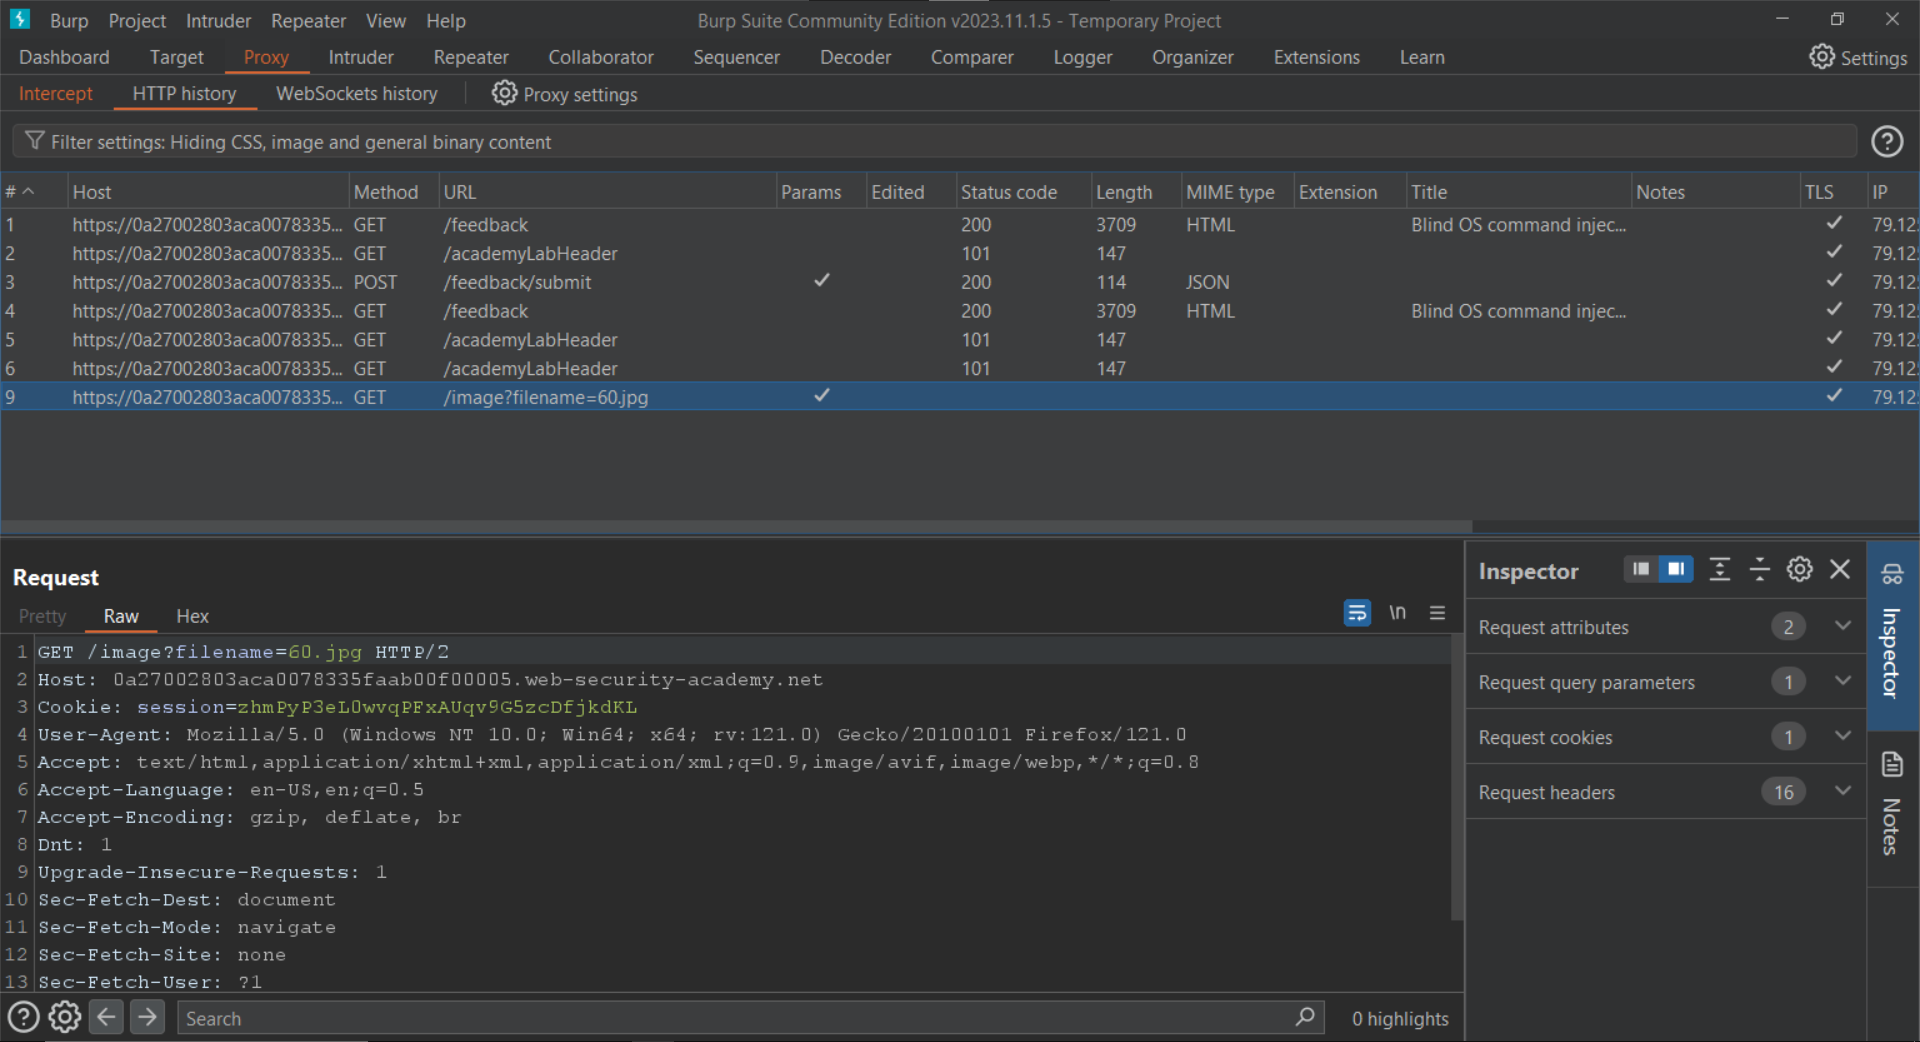 Burp Project Intruder Repeater View Help Burp Suite Community Edition v2023.11.1.5 - Temporary Project
Dashboard Target Proxy Intruder Repeater Collaborator Sequencer Decoder Comparer Logger Organizer Extensions Learn Settings
Intercept HTTP history WebSockets history Proxy settings
Filter settings: Hiding CSS, image and general binary content
# Host Method URL Params Edited Status code Length MIME type Extension Title Notes TLS IP
1 https://0a27002803aca0078335... GET /feedback 200 3709 HTML Blind OS command injec... ✓ 79.125
2 https://0a27002803aca0078335... GET /academyLabHeader 101 147 ✓ 79.125
3 https://0a27002803aca0078335... POST /feedback/submit ✓ 200 114 JSON ✓ 79.125
4 https://0a27002803aca0078335... GET /feedback 200 3709 HTML Blind OS command injec... ✓ 79.125
5 https://0a27002803aca0078335... GET /academyLabHeader 101 147 ✓ 79.125
6 https://0a27002803aca0078335... GET /academyLabHeader 101 147 ✓ 79.125
9 https://0a27002803aca0078335... GET /image?filename=60.jpg ✓ ✓ 79.125
Request
Pretty Raw Hex \n
1 GET /image?filename=60.jpg HTTP/2
2 Host: 0a27002803aca0078335faab00f00005.web-security-academy.net
3 Cookie: session=zhmPyP3eL0wvqPFxAUqv9G5zcDfjkdKL
4 User-Agent: Mozilla/5.0 (Windows NT 10.0; Win64; x64; rv:121.0) Gecko/20100101 Firefox/121.0
5 Accept: text/html,application/xhtml+xml,application/xml;q=0.9,image/avif,image/webp,*/*;q=0.8
6 Accept-Language: en-US,en;q=0.5
7 Accept-Encoding: gzip, deflate, br
8 Dnt: 1
9 Upgrade-Insecure-Requests: 1
10 Sec-Fetch-Dest: document
11 Sec-Fetch-Mode: navigate
12 Sec-Fetch-Site: none
13 Sec-Fetch-User: ?1
Search 0 highlights
Inspector
Request attributes 2
Request query parameters 1
Request cookies 1
Request headers 16
Inspector
Notes